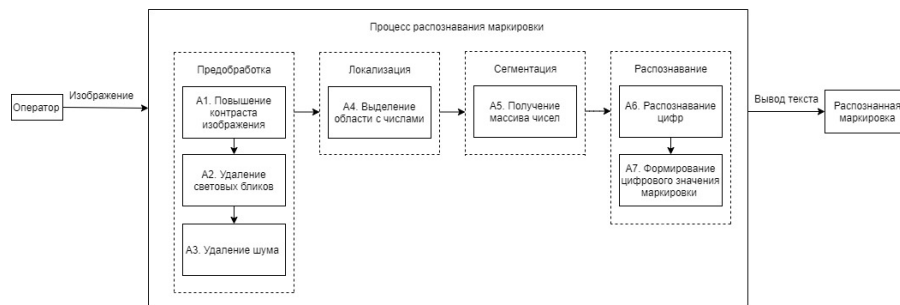 Процесс распознавания маркировки
Оператор
Изображение
Предобработка
А1. Повышение
контраста
изображения
А2. Удаление
световых бликов
А3. Удаление шума
Локализация
А4. Выделение
области с числами
Сегментация
А5. Получение
массива чисел
Распознавание
А6. Распознавание
цифр
А7. Формирование
цифрового значения
маркировки
Вывод текста
Распознанная
маркировка